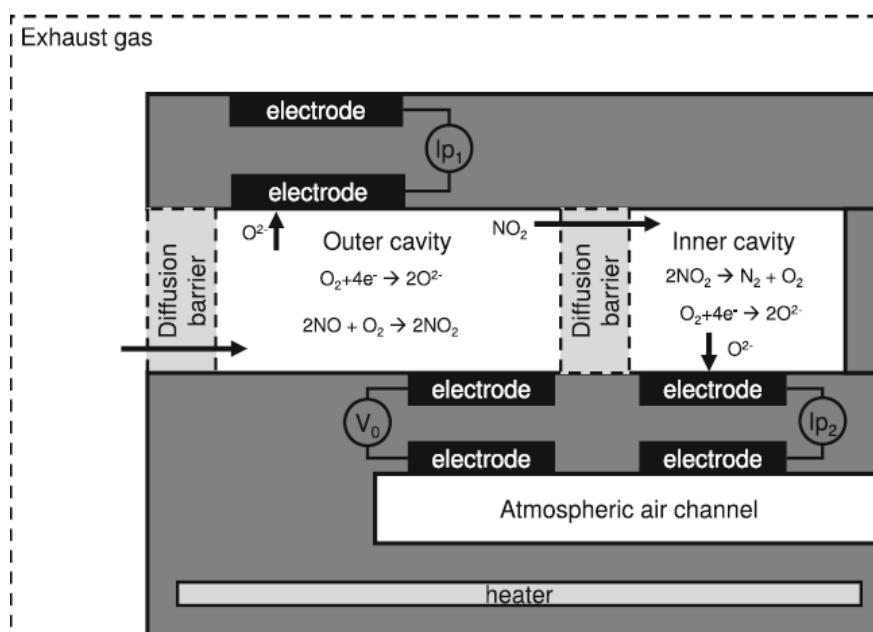 Exhaust gas
electrode
Ip₁
electrode
O²⁻
NO₂
Diffusion
barrier
Outer cavity
O₂+4e⁻ → 2O²⁻
2NO + O₂ → 2NO₂
Diffusion
barrier
Inner cavity
2NO₂ → N₂ + O₂
O₂+4e⁻ → 2O²⁻
O²⁻
electrode
electrode
V₀
Ip₂
electrode
electrode
Atmospheric air channel
heater